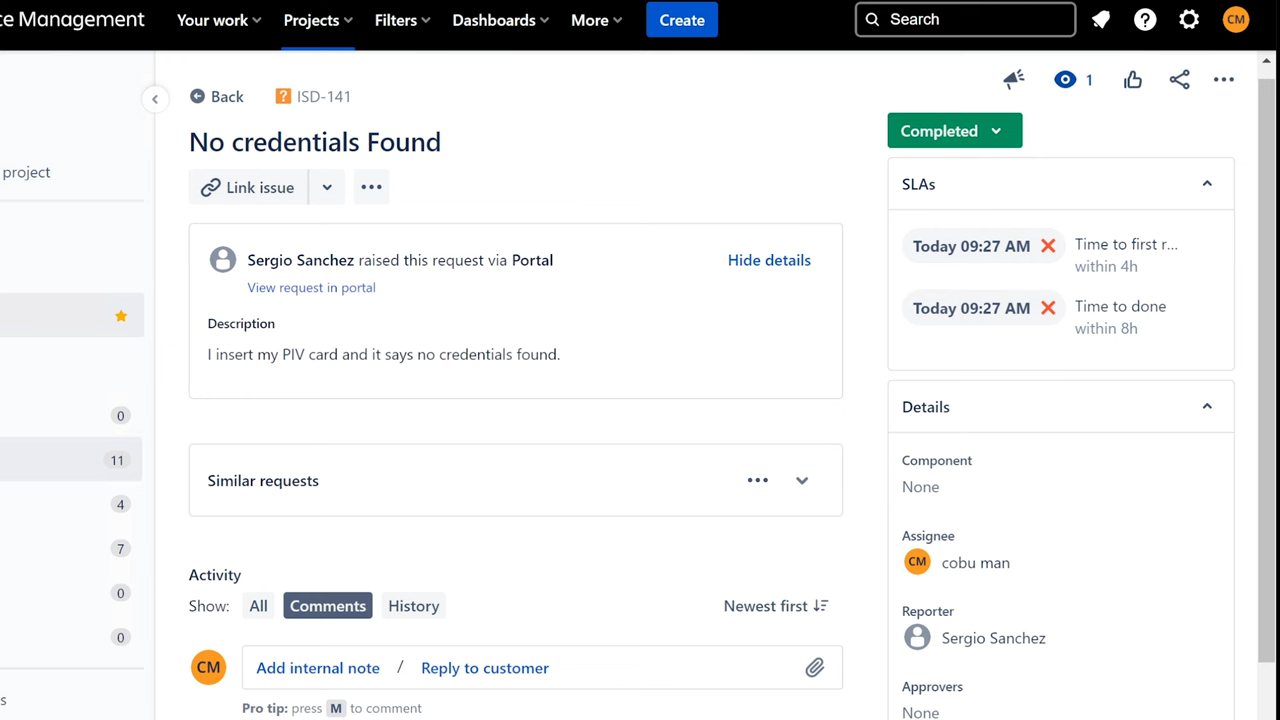 ce Management Your work Projects Filters Dashboards More Create Search CM
Back ISD-141 1
No credentials Found
Completed
project
Link issue
SLAs
Sergio Sanchez raised this request via Portal Hide details
View request in portal
Today 09:27 AM Time to first r...
within 4h
Description
I insert my PIV card and it says no credentials found.
Today 09:27 AM Time to done
within 8h
0
11
4
7
0
0
s
Similar requests
Details
Component
None
Assignee
CM cobu man
Reporter
Sergio Sanchez
Approvers
None
Activity
Show: All Comments History Newest first
CM Add internal note / Reply to customer
Pro tip: press M to comment